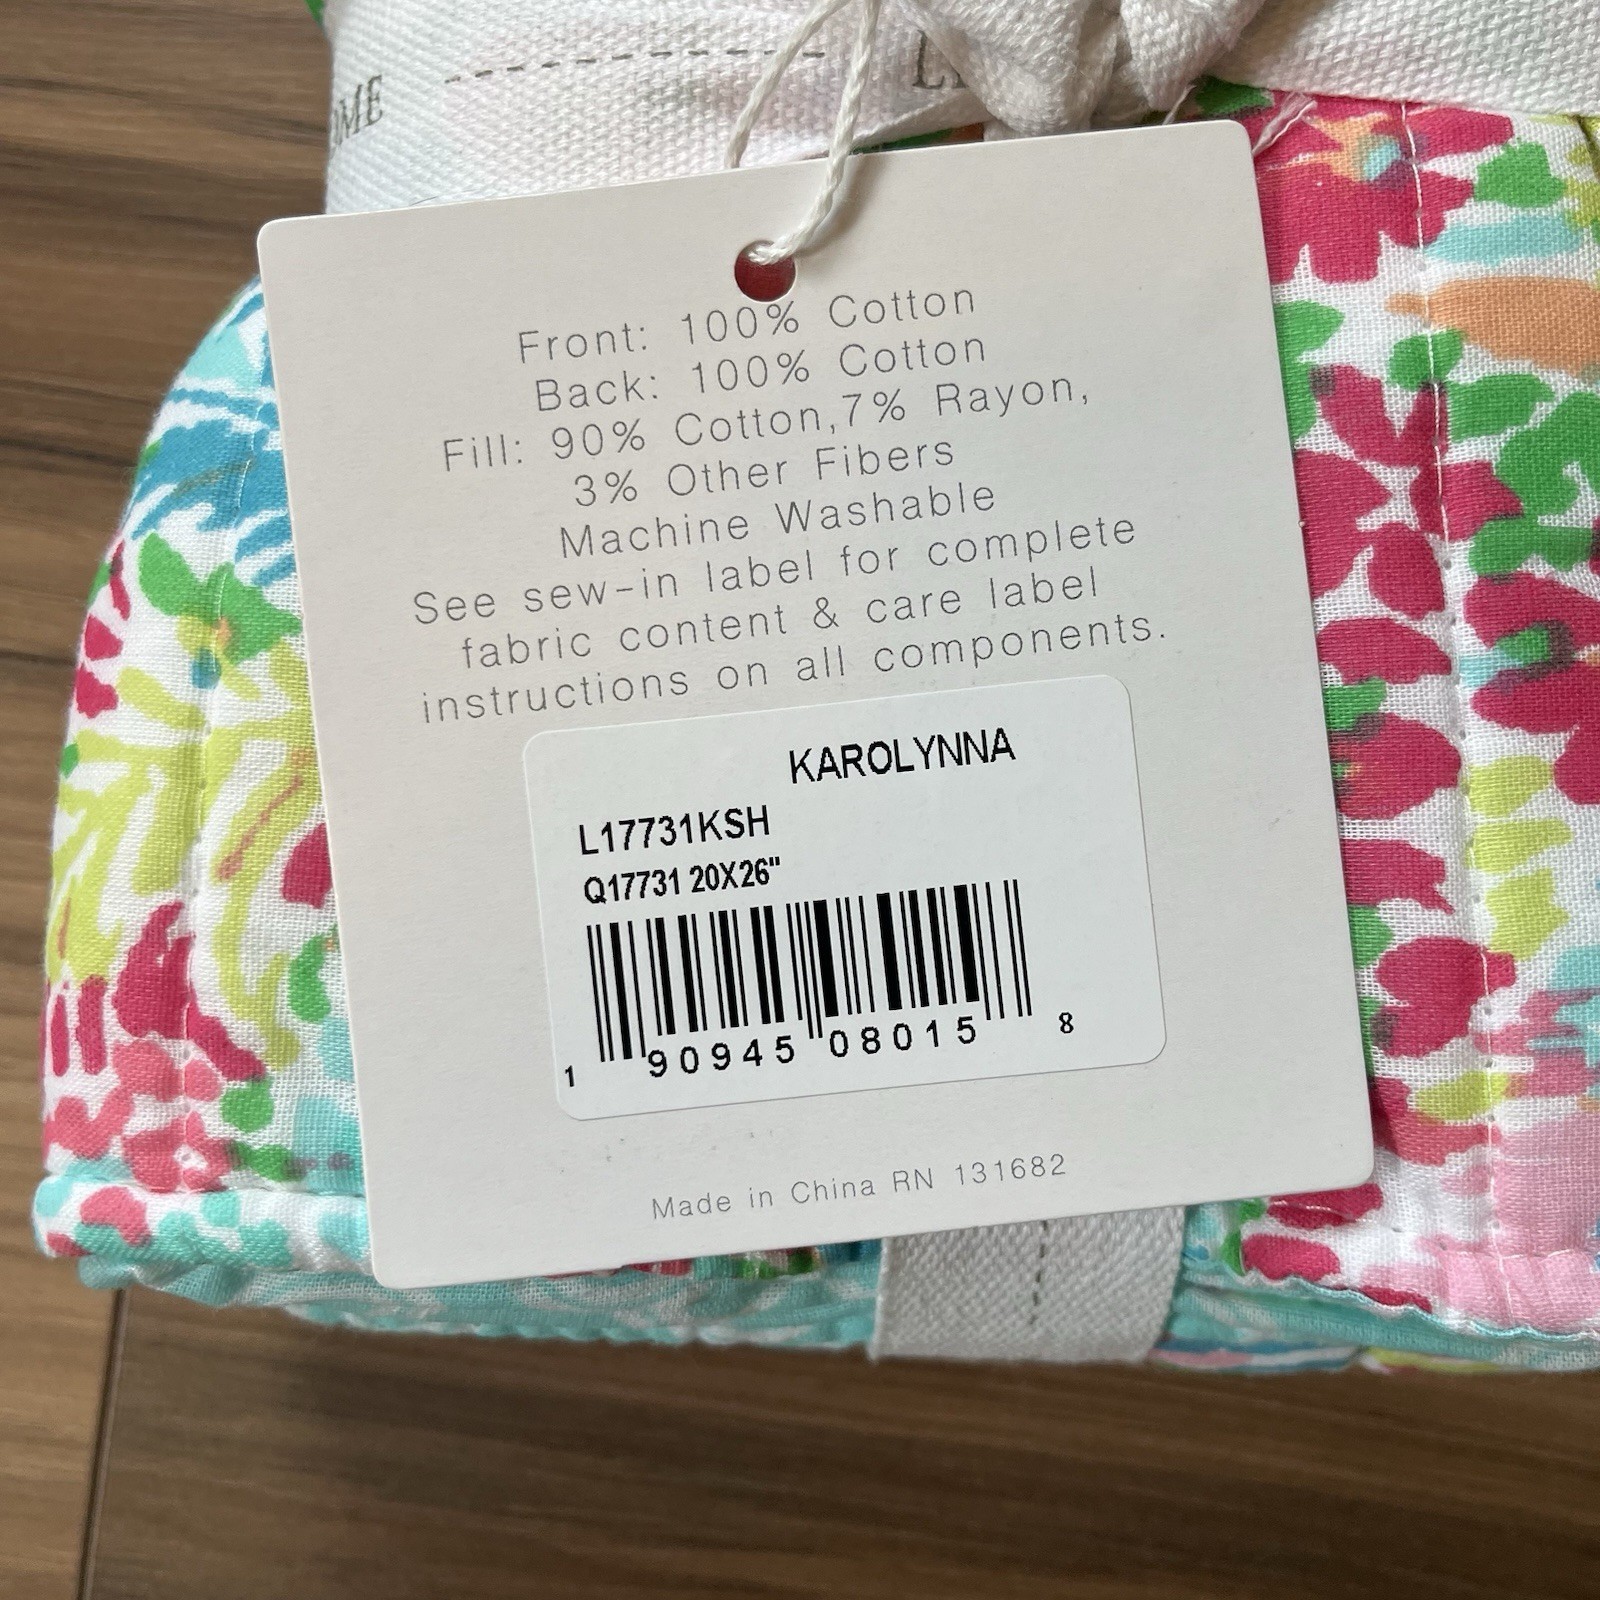 Front: 100% Cotton
Back: 100% Cotton
Fill: 90% Cotton,7% Rayon,
3% Other Fibers
Machine Washable
See sew-in label for complete
fabric content & care label
instructions on all components.
KAROLYNNA
L17731KSH
Q17731 20X26"
1 90945 08015 8
Made in China RN 131682